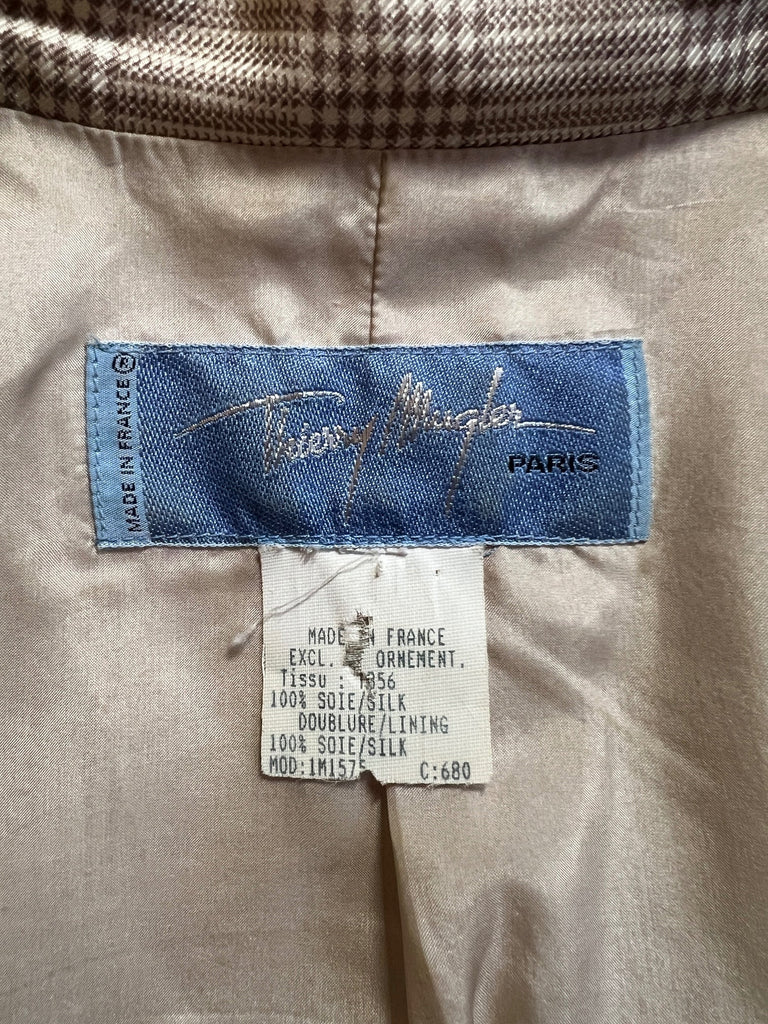 MADE IN FRANCE ®
Thierry Mugler
PARIS
MADE IN FRANCE
EXCL. ORNEMENT.
Tissu : 1356
100% SOIE/SILK
DOUBLURE/LINING
100% SOIE/SILK
MOD:1M1575 C:680